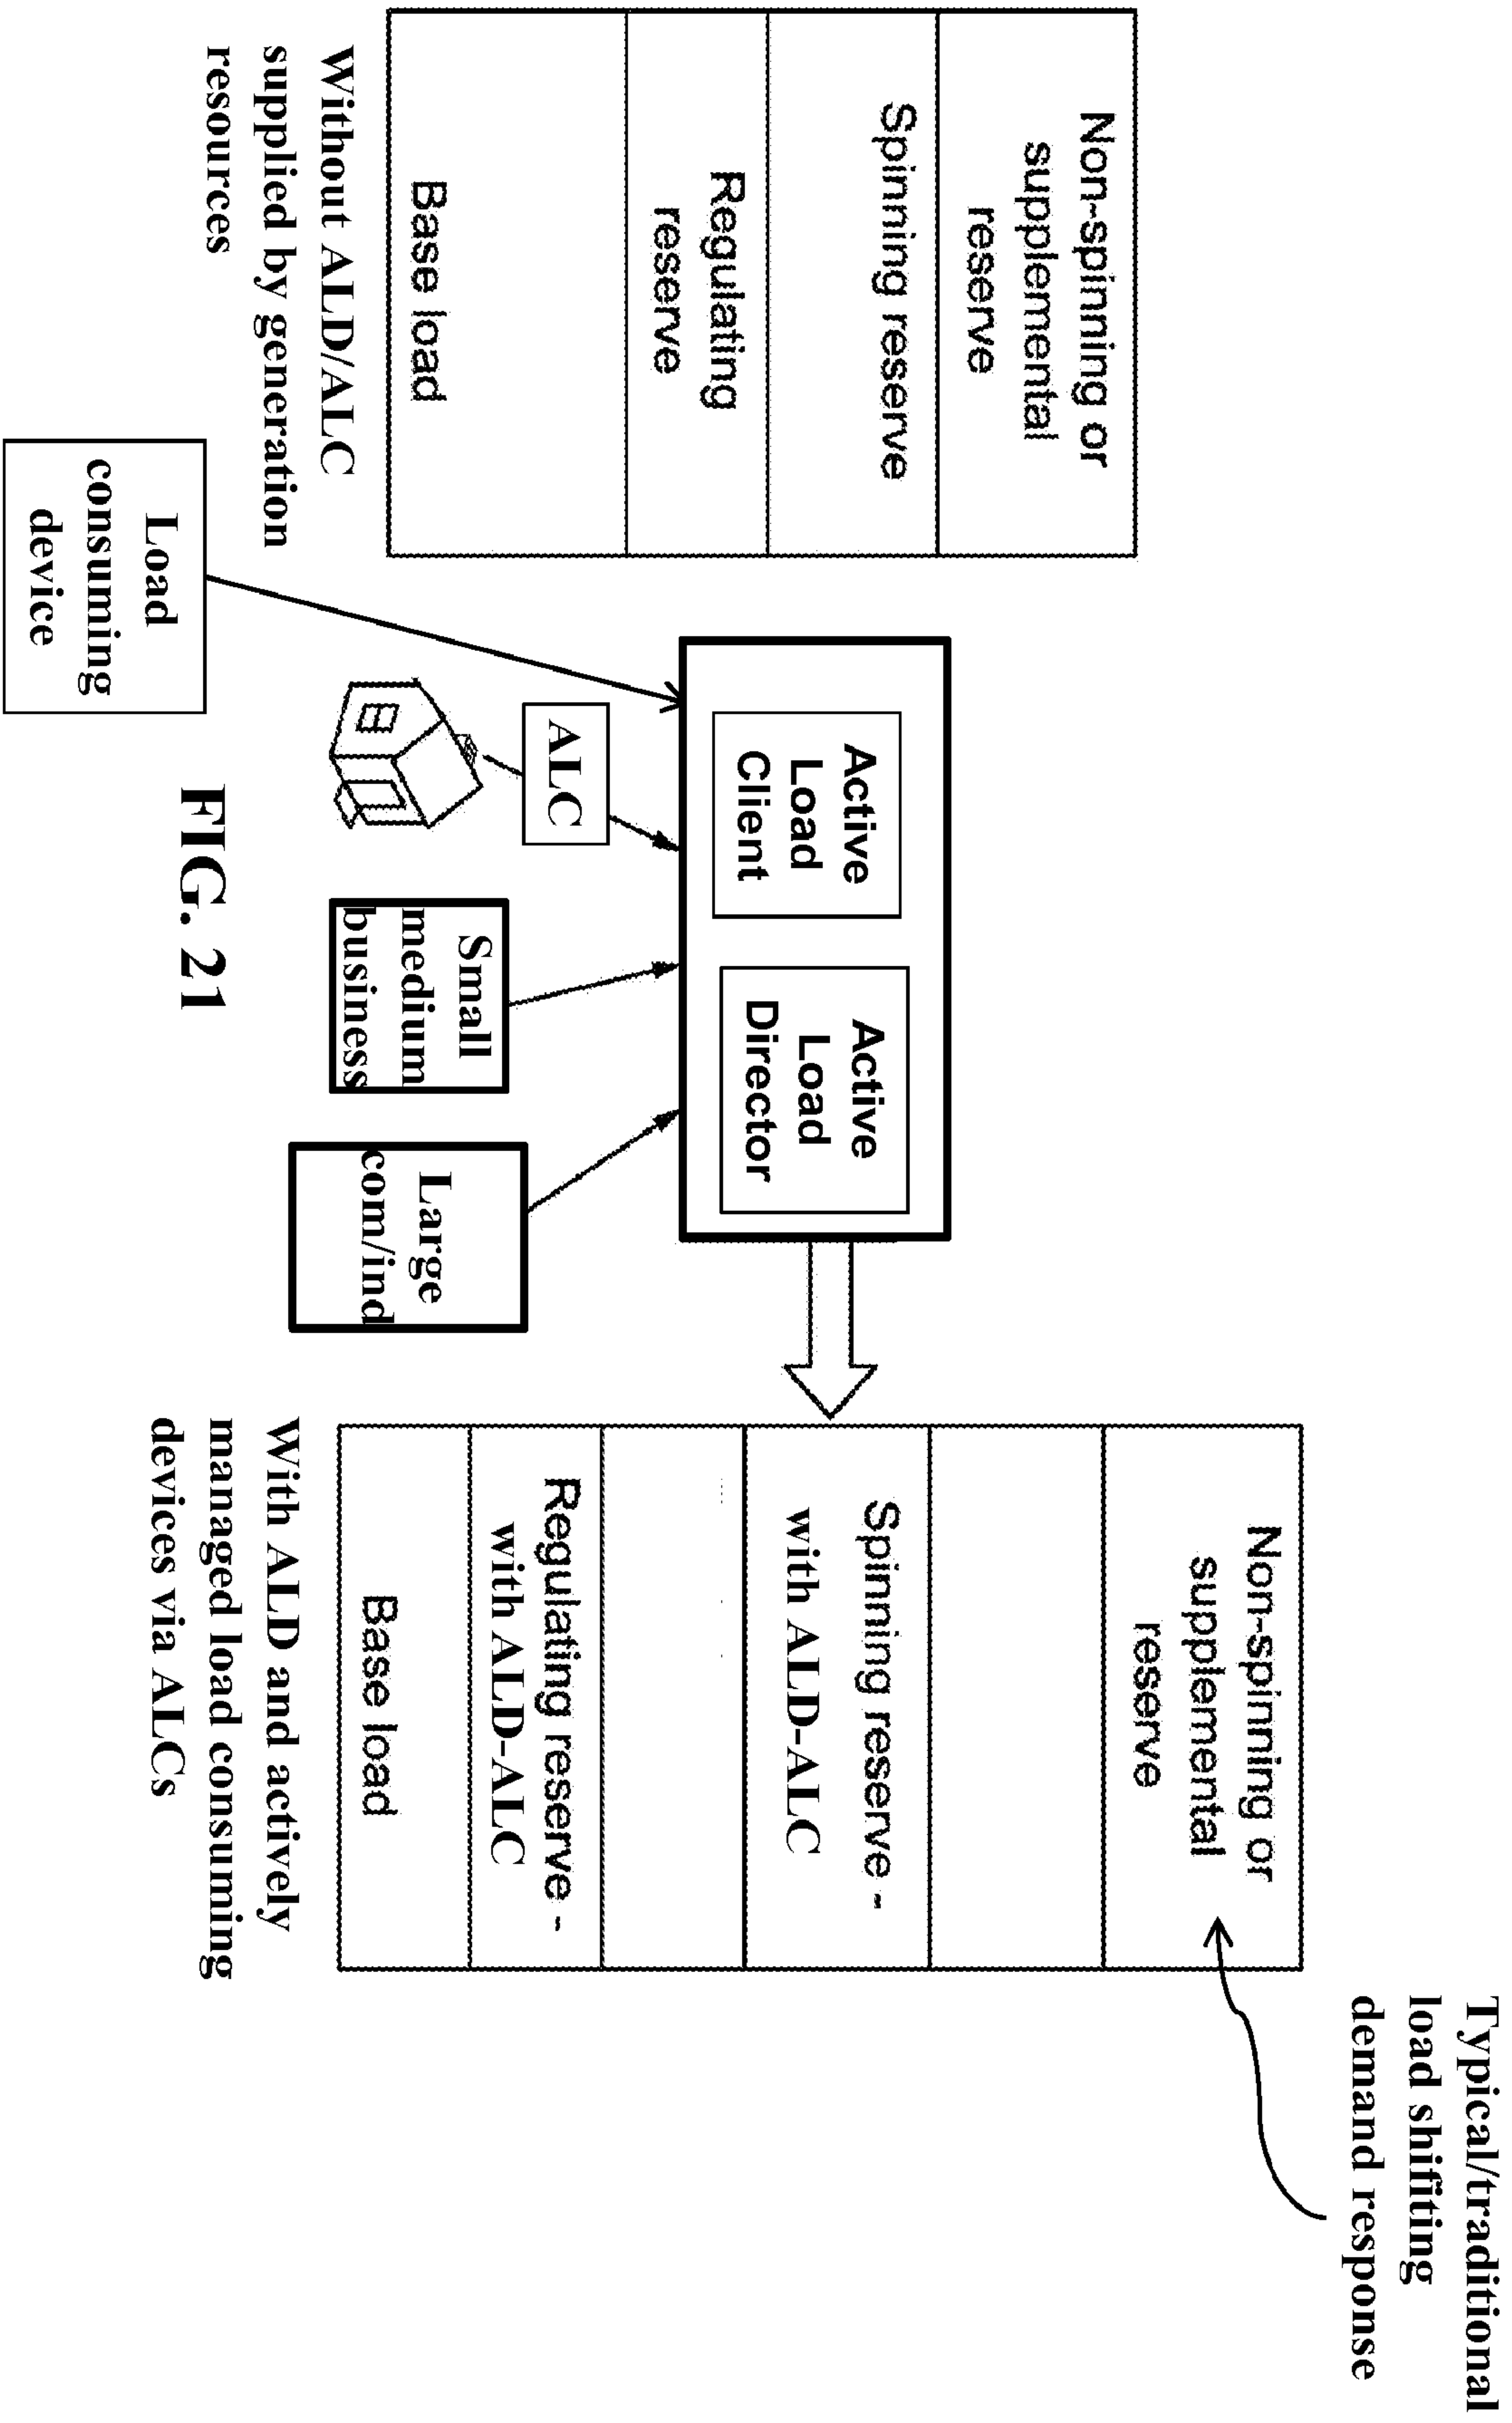 Non-spinning or
supplemental
reserve
Spinning reserve
Regulating
reserve
Base load
Without ALD/ALC
supplied by generation
resources
Active
Load
Client
Active
Load
Director
Load
consuming
device
ALC
Small
medium
business
Large
com/ind
Typical/traditional
load shifiting
demand response
Non-spinning or
supplemental
reserve
Spinning reserve -
with ALD-ALC
Regulating reserve -
with ALD-ALC
Base load
With ALD and actively
managed load consuming
devices via ALCs
FIG. 21